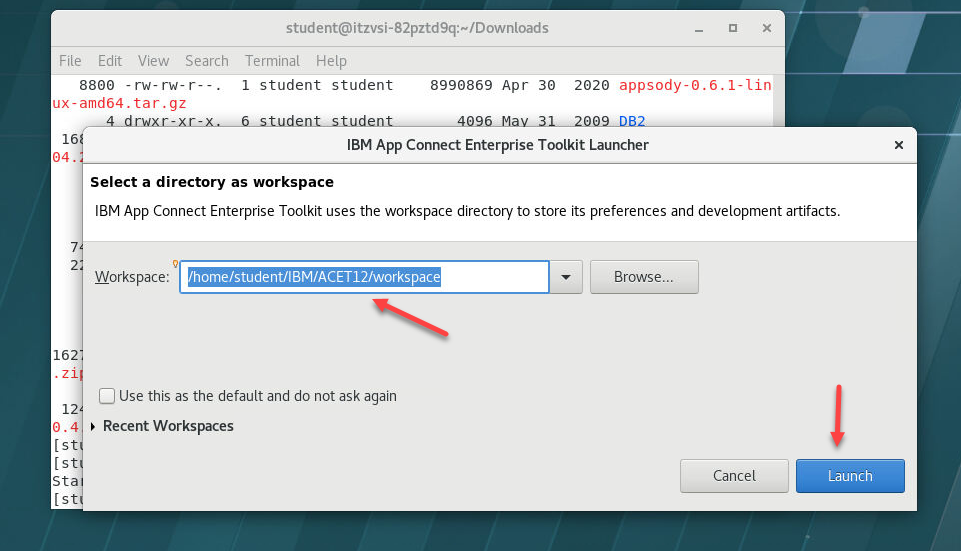 student@itzvsi-82pztd9q:~/Downloads
File Edit View Search Terminal Help
8800 -rw-rw-r--. 1 student student 8990869 Apr 30 2020 appsody-0.6.1-lin
ux-amd64.tar.gz
4 drwxr-xr-x. 6 student student 4096 May 31 2009 DB2
168
04.2
74
22
1627
.zip
124
0.4.
[stu
[stu
Star
[stu
IBM App Connect Enterprise Toolkit Launcher
Select a directory as workspace
IBM App Connect Enterprise Toolkit uses the workspace directory to store its preferences and development artifacts.
Workspace: /home/student/IBM/ACET12/workspace Browse...
Use this as the default and do not ask again
Recent Workspaces
Cancel Launch